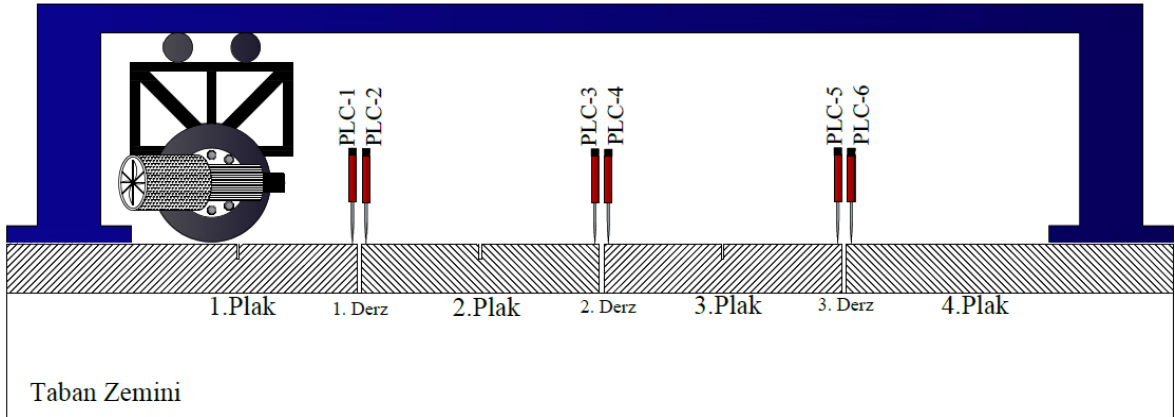 PLC-1
PLC-2
PLC-3
PLC-4
PLC-5
PLC-6
1.Plak
1. Derz
2.Plak
2. Derz
3.Plak
3. Derz
4.Plak
Taban Zemini